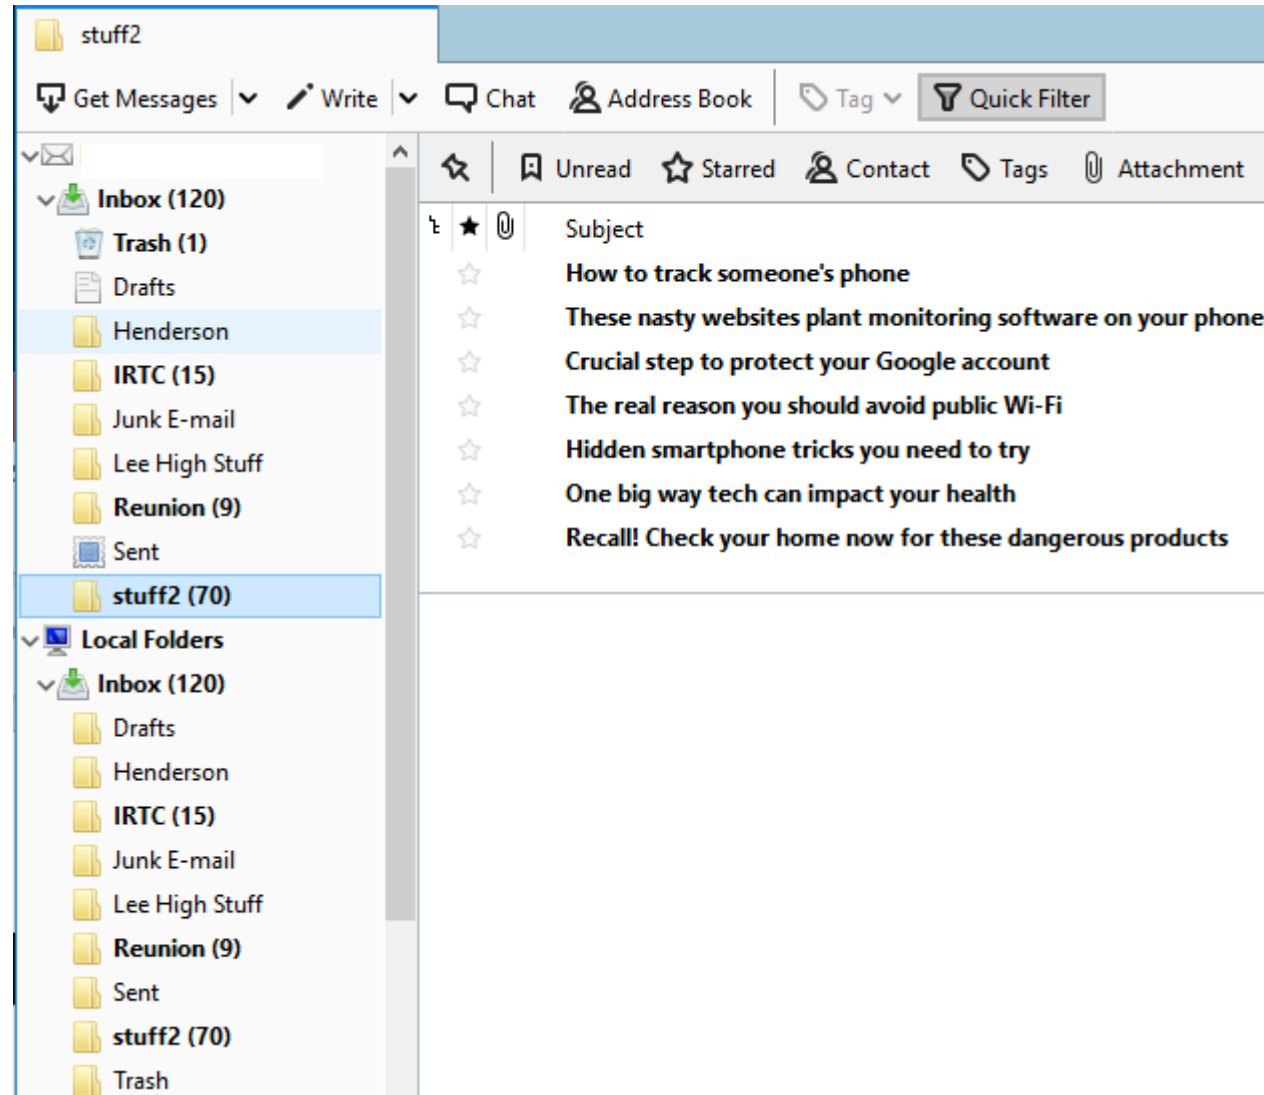 stuff2
Get Messages Write Chat Address Book Tag Quick Filter
Unread Starred Contact Tags Attachment
Inbox (120)
Trash (1)
Drafts
Henderson
IRTC (15)
Junk E-mail
Lee High Stuff
Reunion (9)
Sent
stuff2 (70)
Local Folders
Inbox (120)
Drafts
Henderson
IRTC (15)
Junk E-mail
Lee High Stuff
Reunion (9)
Sent
stuff2 (70)
Trash
Subject
How to track someone's phone
These nasty websites plant monitoring software on your phone
Crucial step to protect your Google account
The real reason you should avoid public Wi-Fi
Hidden smartphone tricks you need to try
One big way tech can impact your health
Recall! Check your home now for these dangerous products